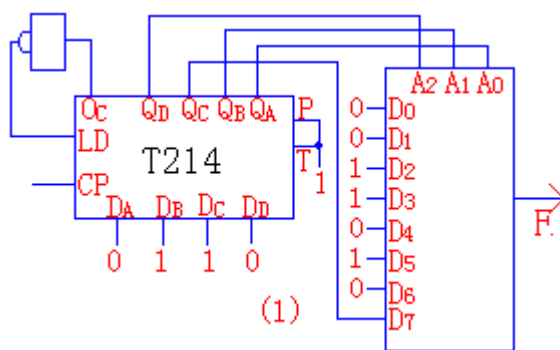 A2 A1 A0
OC QD QC QB QA P
LD
T214
T
1
CP
DA DB DC DD
0 1 1 0
0 D0
0 D1
1 D2
1 D3
0 D4
1 D5
0 D6
D7
F.
(1)